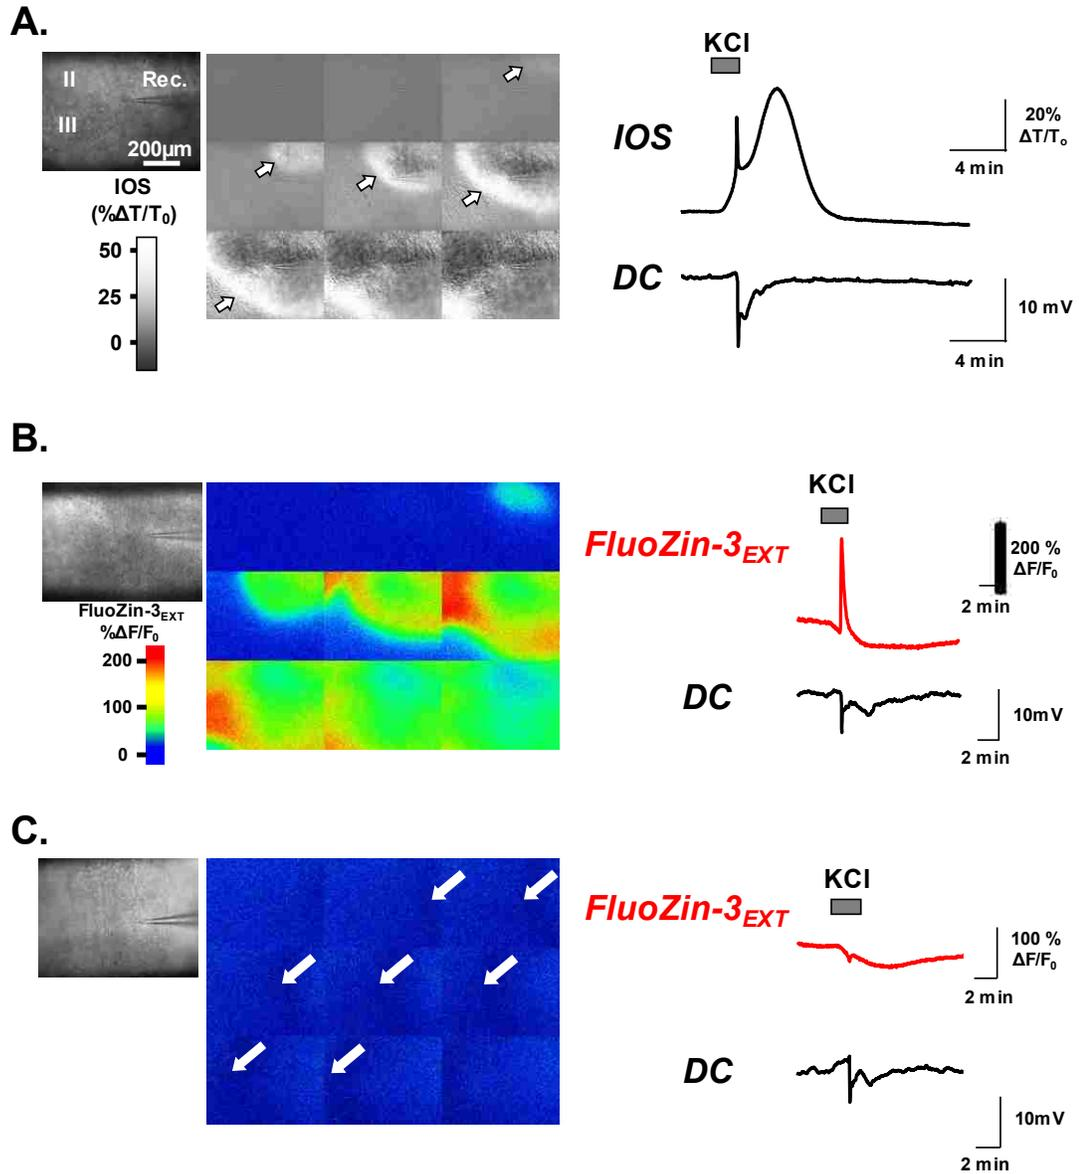 A.
II
Rec.
III
200μm
IOS
(%ΔT/T0)
50
25
0
KCl
IOS
20%
ΔT/To
4 min
DC
10 mV
4 min
B.
FluoZin-3EXT
%ΔF/F0
200
100
0
KCl
FluoZin-3EXT
200 %
ΔF/F0
2 min
DC
10mV
2 min
C.
KCl
FluoZin-3EXT
100 %
ΔF/F0
2 min
DC
10mV
2 min